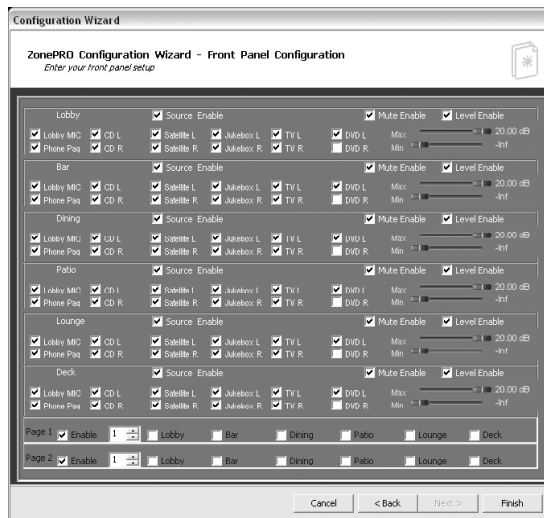 Configuration Wizard
ZonePRO Configuration Wizard - Front Panel Configuration
Enter your front panel setup
Lobby Source Enable Mute Enable Level Enable
Lobby MIC CD L Satellite L Jukebox L TV L DVD L Max 20.00 dB
Phone Pag CD R Satellite R Jukebox R TV R DVD R Min -Inf
Bar Source Enable Mute Enable Level Enable
Lobby MIC CD L Satellite L Jukebox L TV L DVD L Max 20.00 dB
Phone Pag CD R Satellite R Jukebox R TV R DVD R Min -Inf
Dining Source Enable Mute Enable Level Enable
Lobby MIC CD L Satellite L Jukebox L TV L DVD L Max 20.00 dB
Phone Pag CD R Satellite R Jukebox R TV R DVD R Min -Inf
Patio Source Enable Mute Enable Level Enable
Lobby MIC CD L Satellite L Jukebox L TV L DVD L Max 20.00 dB
Phone Pag CD R Satellite R Jukebox R TV R DVD R Min -Inf
Lounge Source Enable Mute Enable Level Enable
Lobby MIC CD L Satellite L Jukebox L TV L DVD L Max 20.00 dB
Phone Pag CD R Satellite R Jukebox R TV R DVD R Min -Inf
Deck Source Enable Mute Enable Level Enable
Lobby MIC CD L Satellite L Jukebox L TV L DVD L Max 20.00 dB
Phone Pag CD R Satellite R Jukebox R TV R DVD R Min -Inf
Page 1 Enable 1 Lobby Bar Dining Patio Lounge Deck
Page 2 Enable 1 Lobby Bar Dining Patio Lounge Deck
Cancel < Back Next > Finish